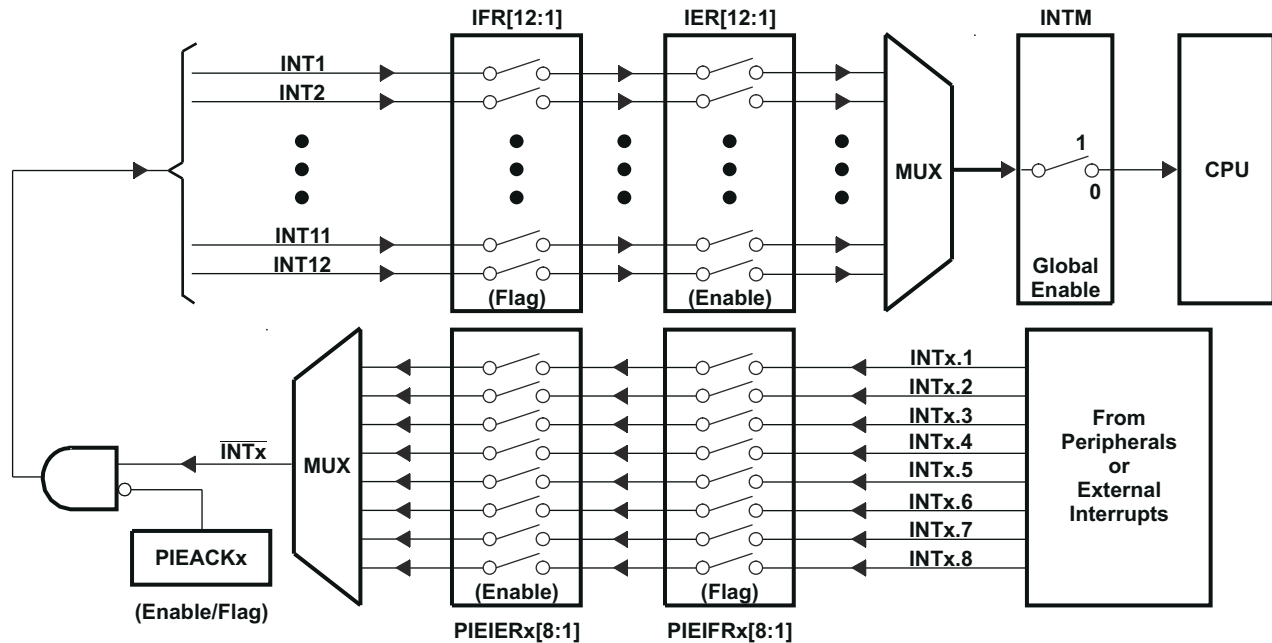 IFR[12:1]
IER[12:1]
INTM
INT1
INT2
INT11
INT12
(Flag)
(Enable)
MUX
1
0
Global
Enable
CPU
INTx.1
INTx.2
INTx.3
INTx.4
INTx.5
INTx.6
INTx.7
INTx.8
From
Peripherals
or
External
Interrupts
MUX
INTx
PIEACKx
(Enable/Flag)
(Enable)
(Flag)
PIEIERx[8:1]
PIEIFRx[8:1]